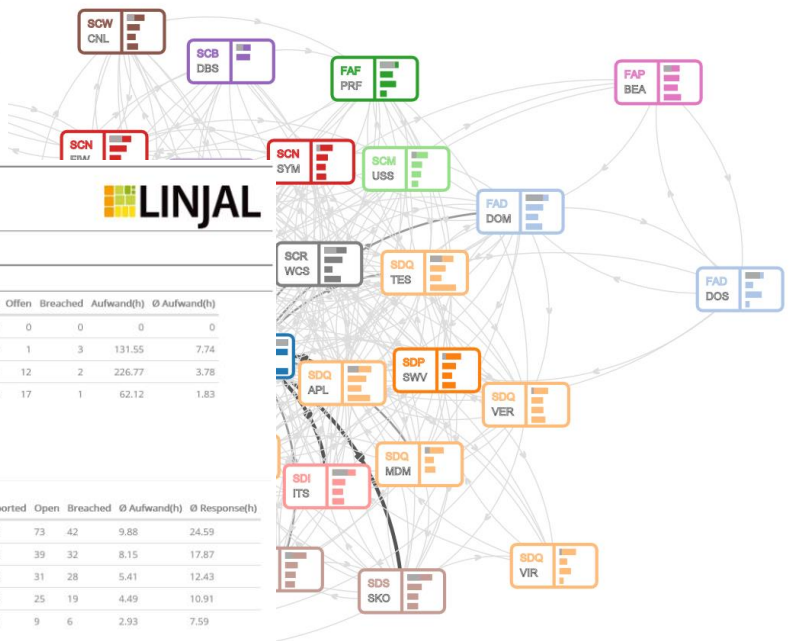 SCW
CNL
SCB
DBS
FAF
PRF
FAP
BEA
SCN
SCN
SYM
SCM
USS
LINJAL
FAD
DOM
SCR
WCS
SDQ
TES
FAD
DOS
Offen Breached Aufwand(h) Ø Aufwand(h)
0 0 0 0
1 3 131.55 7.74
12 2 226.77 3.78
17 1 62.12 1.83
SDQ
APL
SDP
SWV
SDQ
VER
SDQ
MDM
SDI
ITS
orted Open Breached Ø Aufwand(h) Ø Response(h)
73 42 9.88 24.59
39 32 8.15 17.87
31 28 5.41 12.43
25 19 4.49 10.91
9 6 2.93 7.59
SDQ
VIR
SDS
SKO